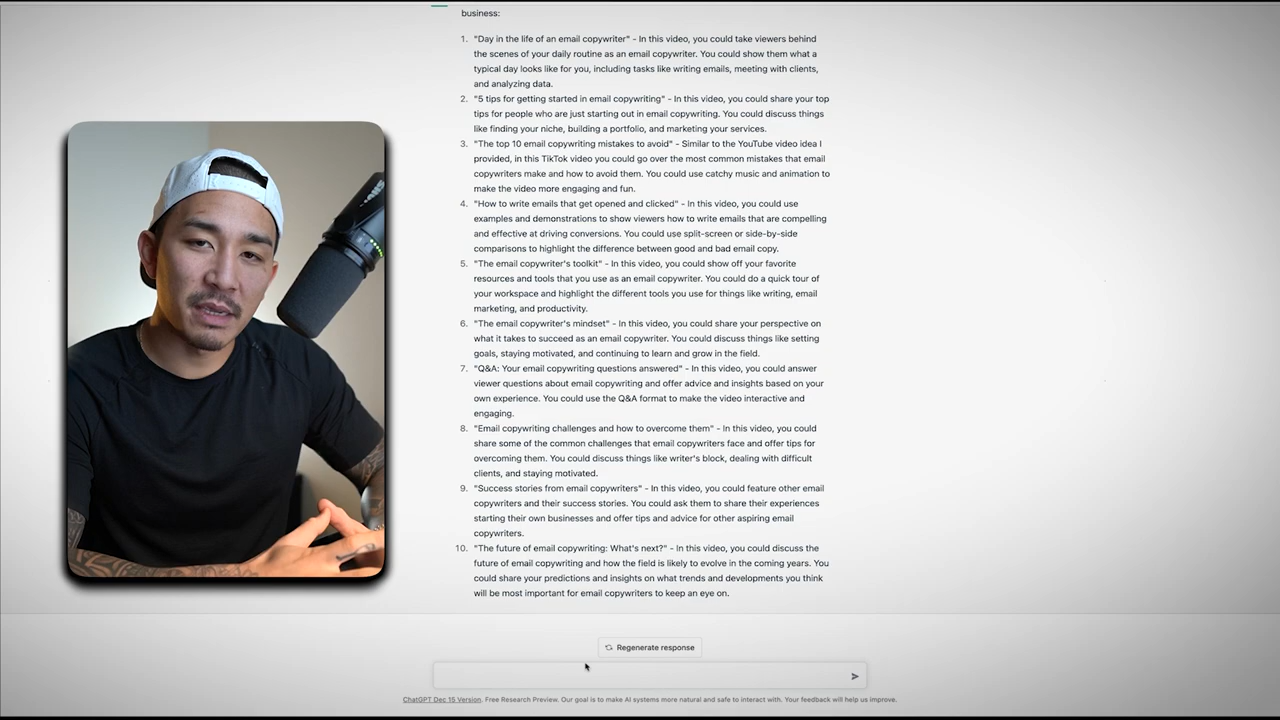 business:
1. "Day in the life of an email copywriter" - In this video, you could take viewers behind
the scenes of your daily routine as an email copywriter. You could show them what a
typical day looks like for you, including tasks like writing emails, meeting with clients,
and analyzing data.
2. "5 tips for getting started in email copywriting" - In this video, you could share your top
tips for people who are just starting out in email copywriting. You could discuss things
like finding your niche, building a portfolio, and marketing your services.
3. "The top 10 email copywriting mistakes to avoid" - Similar to the YouTube video idea I
provided, in this TikTok video you could go over the most common mistakes that email
copywriters make and how to avoid them. You could use catchy music and animation to
make the video more engaging and fun.
4. "How to write emails that get opened and clicked" - In this video, you could use
examples and demonstrations to show viewers how to write emails that are compelling
and effective at driving conversions. You could use split-screen or side-by-side
comparisons to highlight the difference between good and bad email copy.
5. "The email copywriter's toolkit" - In this video, you could show off your favorite
resources and tools that you use as an email copywriter. You could do a quick tour of
your workspace and highlight the different tools you use for things like writing, email
marketing, and productivity.
6. "The email copywriter's mindset" - In this video, you could share your perspective on
what it takes to succeed as an email copywriter. You could discuss things like setting
goals, staying motivated, and continuing to learn and grow in the field.
7. "Q&A: Your email copywriting questions answered" - In this video, you could answer
viewer questions about email copywriting and offer advice and insights based on your
own experience. You could use the Q&A format to make the video interactive and
engaging.
8. "Email copywriting challenges and how to overcome them" - In this video, you could
share some of the common challenges that email copywriters face and offer tips for
overcoming them. You could discuss things like writer's block, dealing with difficult
clients, and staying motivated.
9. "Success stories from email copywriters" - In this video, you could feature other email
copywriters and their success stories. You could ask them to share their experiences
starting their own businesses and offer tips and advice for other aspiring email
copywriters.
10. "The future of email copywriting: What's next?" - In this video, you could discuss the
future of email copywriting and how the field is likely to evolve in the coming years. You
could share your predictions and insights on what trends and developments you think
will be most important for email copywriters to keep an eye on.
Regenerate response
ChatGPT Dec 15 Version. Free Research Preview. Our goal is to make AI systems more natural and safe to interact with. Your feedback will help us improve.